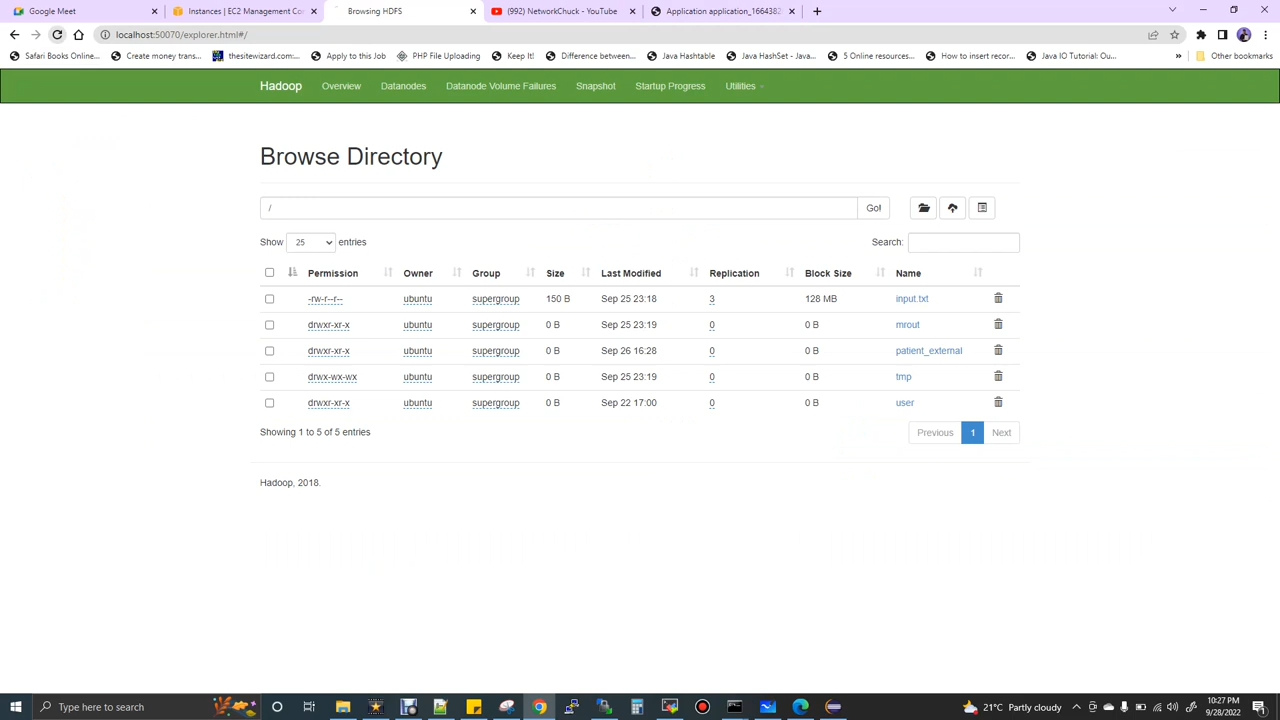 Google Meet
Instances | EC2 Management Co
Browsing HDFS
(992) NetworkChuck - YouTube
Application application_1664382
localhost:50070/explorer.html#/
Safari Books Online...
Create money trans...
thesitewizard.com:...
Apply to this Job
PHP File Uploading
Keep It!
Difference between...
Java Hashtable
Java HashSet - Java...
5 Online resources...
How to insert recor...
Java IO Tutorial: Ou...
»
Other bookmarks
Hadoop Overview Datanodes Datanode Volume Failures Snapshot Startup Progress Utilities
Browse Directory
/
Go!
Show 25 entries Search:
Permission Owner Group Size Last Modified Replication Block Size Name
-rw-r--r-- ubuntu supergroup 150 B Sep 25 23:18 3 128 MB input.txt
drwxr-xr-x ubuntu supergroup 0 B Sep 25 23:19 0 0 B mrout
drwxr-xr-x ubuntu supergroup 0 B Sep 26 16:28 0 0 B patient_external
drwx-wx-wx ubuntu supergroup 0 B Sep 25 23:19 0 0 B tmp
drwxr-xr-x ubuntu supergroup 0 B Sep 22 17:00 0 0 B user
Showing 1 to 5 of 5 entries Previous 1 Next
Hadoop, 2018.
Type here to search
21°C Partly cloudy
10:27 PM
9/28/2022